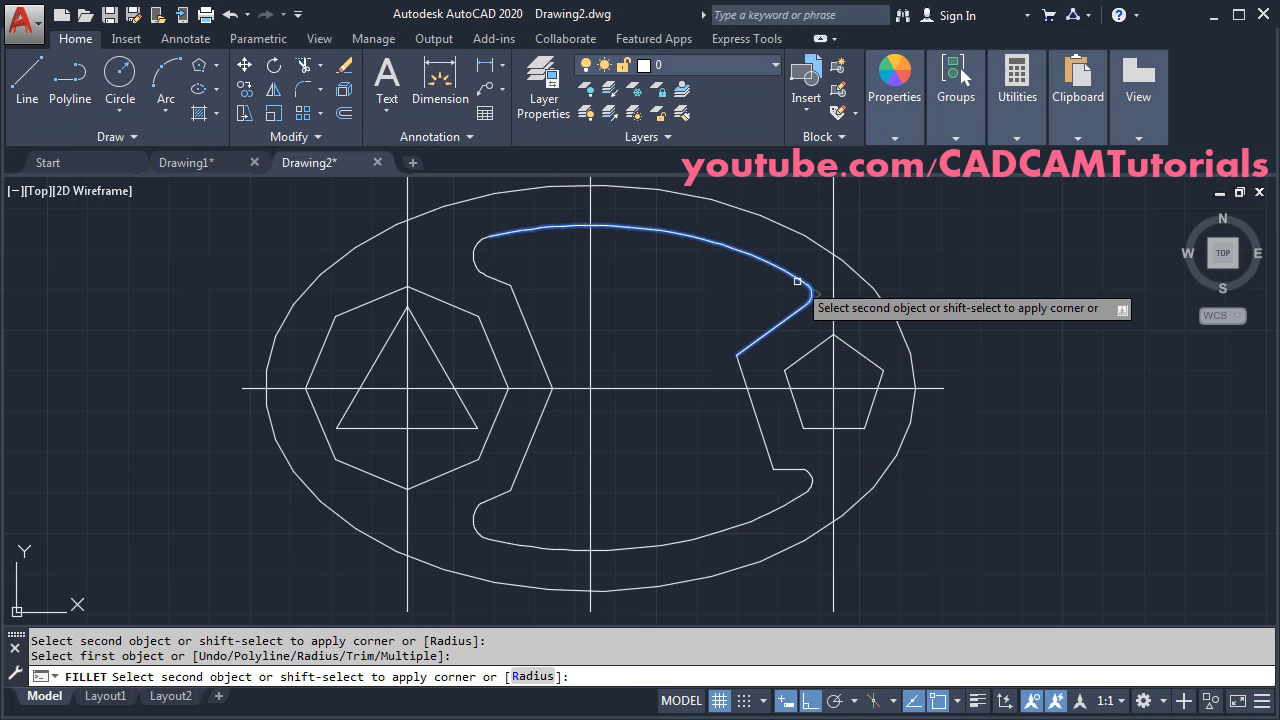 Autodesk AutoCAD 2020 Drawing2.dwg
Type a keyword or phrase
Sign In
Home Insert Annotate Parametric View Manage Output Add-ins Collaborate Featured Apps Express Tools
0
Line Polyline Circle Arc
Text Dimension
Layer Properties
Insert
Properties Groups Utilities Clipboard View
Draw Modify Annotation Layers Block
Start Drawing1* Drawing2*
youtube.com/CADCAMTutorials
[−][Top][2D Wireframe]
N
W TOP E
S
WCS
Select second object or shift-select to apply corner or
Y
X
Select second object or shift-select to apply corner or [Radius]:
Select first object or [Undo/Polyline/Radius/Trim/Multiple]:
FILLET Select second object or shift-select to apply corner or [Radius]:
Model Layout1 Layout2
MODEL
1:1